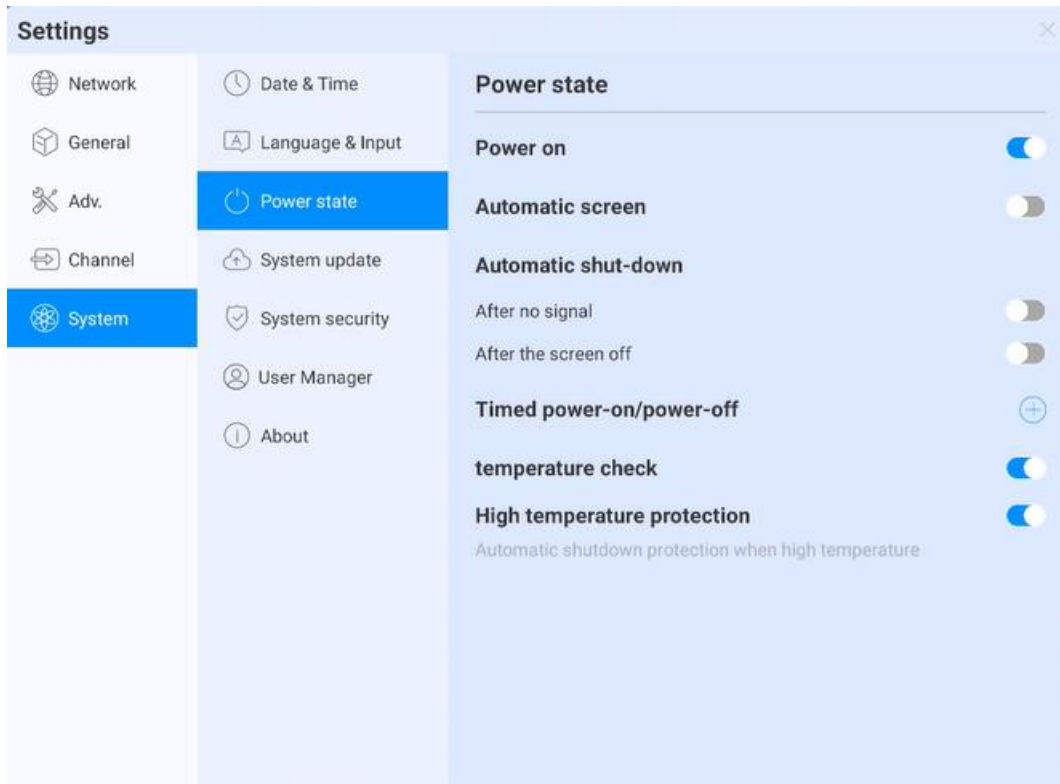 Settings
Network
General
Adv.
Channel
System
Date & Time
Language & Input
Power state
System update
System security
User Manager
About
Power state
Power on
Automatic screen
Automatic shut-down
After no signal
After the screen off
Timed power-on/power-off
temperature check
High temperature protection
Automatic shutdown protection when high temperature